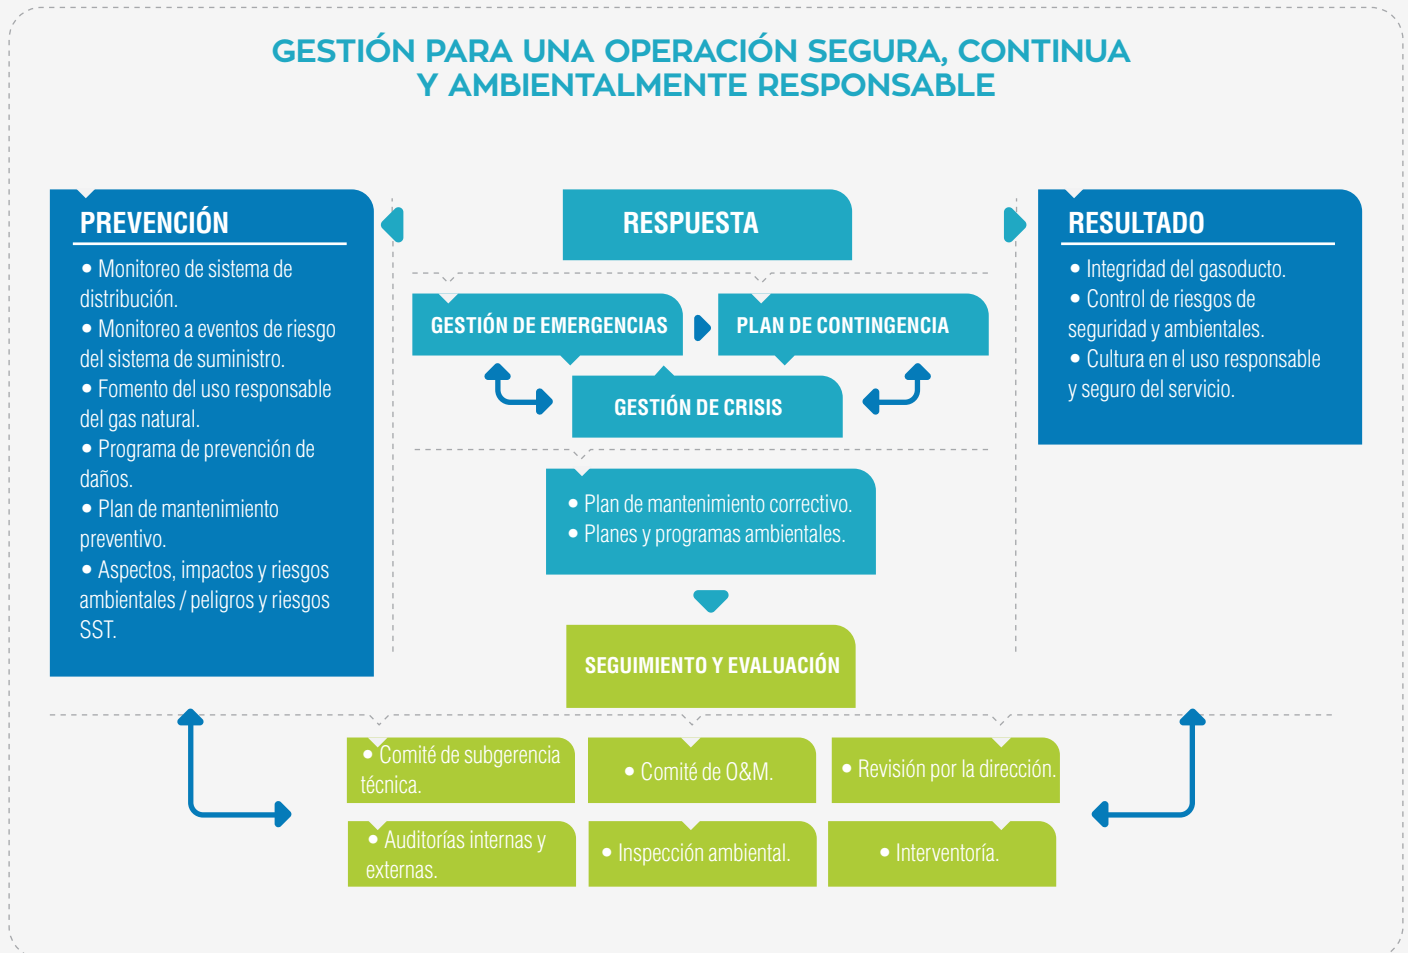 GESTIÓN PARA UNA OPERACIÓN SEGURA, CONTINUA
Y AMBIENTALMENTE RESPONSABLE
PREVENCIÓN
• Monitoreo de sistema de
distribución.
• Monitoreo a eventos de riesgo
del sistema de suministro.
• Fomento del uso responsable
del gas natural.
• Programa de prevención de
daños.
• Plan de mantenimiento
preventivo.
• Aspectos, impactos y riesgos
ambientales / peligros y riesgos
SST.
RESPUESTA
GESTIÓN DE EMERGENCIAS
PLAN DE CONTINGENCIA
GESTIÓN DE CRISIS
• Plan de mantenimiento correctivo.
• Planes y programas ambientales.
RESULTADO
• Integridad del gasoducto.
• Control de riesgos de
seguridad y ambientales.
• Cultura en el uso responsable
y seguro del servicio.
SEGUIMIENTO Y EVALUACIÓN
• Comité de subgerencia
técnica.
• Comité de O&M.
• Revisión por la dirección.
• Auditorías internas y
externas.
• Inspección ambiental.
• Interventoría.